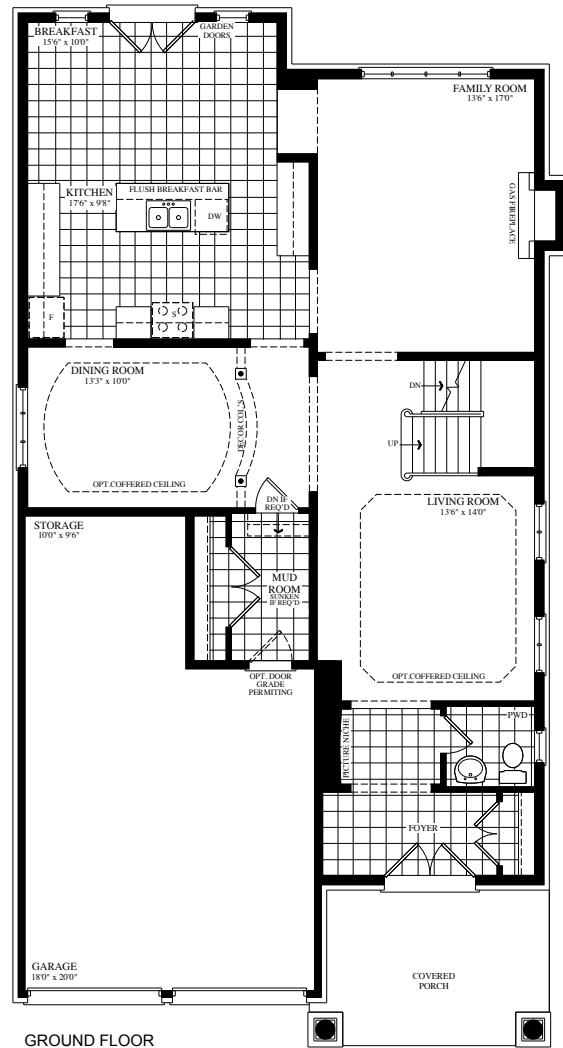 BREAKFAST
15'6" x 10'0"
GARDEN
DOORS
FAMILY ROOM
13'6" x 17'0"
GAS FIREPLACE
KITCHEN
17'6" x 9'8"
FLUSH BREAKFAST BAR
DW
F
S
DINING ROOM
13'3" x 10'0"
DECOR COL'S.
OPT.COFFERED CEILING
DN
UP
DN IF
REQ'D
LIVING ROOM
13'6" x 14'0"
OPT.COFFERED CEILING
STORAGE
10'0" x 9'6"
MUD
ROOM
SUNKEN
IF REQ'D
OPT. DOOR
GRADE
PERMITING
PICTURE NICHE
PWD
FOYER
GARAGE
18'0" x 20'0"
COVERED
PORCH
GROUND FLOOR